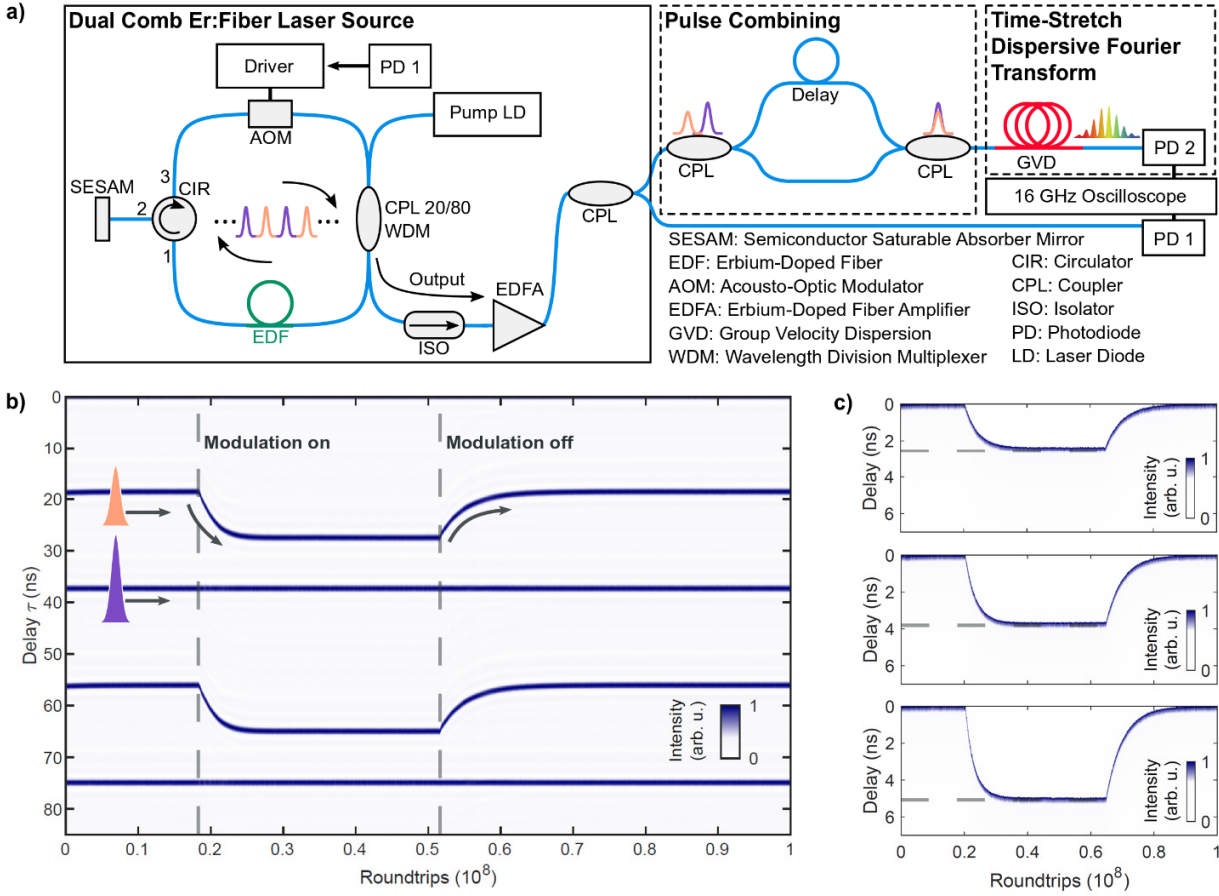 a)
Dual Comb Er:Fiber Laser Source
Driver
PD 1
AOM
Pump LD
SESAM
3
2
1
CIR
CPL 20/80
WDM
Output
EDFA
EDF
ISO
CPL
Pulse Combining
Delay
CPL
CPL
Time-Stretch
Dispersive Fourier
Transform
GVD
PD 2
16 GHz Oscilloscope
PD 1
SESAM: Semiconductor Saturable Absorber Mirror
EDF: Erbium-Doped Fiber
AOM: Acousto-Optic Modulator
EDFA: Erbium-Doped Fiber Amplifier
GVD: Group Velocity Dispersion
WDM: Wavelength Division Multiplexer
CIR: Circulator
CPL: Coupler
ISO: Isolator
PD: Photodiode
LD: Laser Diode
b)
Modulation on
Modulation off
Delay τ (ns)
0
10
20
30
40
50
60
70
80
Intensity
(arb. u.)
1
0
0 0.1 0.2 0.3 0.4 0.5 0.6 0.7 0.8 0.9 1
Roundtrips (10⁸)
c)
Delay (ns)
0
2
4
6
Intensity
(arb. u.)
1
0
Delay (ns)
0
2
4
6
Intensity
(arb. u.)
1
0
Delay (ns)
0
2
4
6
Intensity
(arb. u.)
1
0
0 0.2 0.4 0.6 0.8 1
Roundtrips (10⁸)